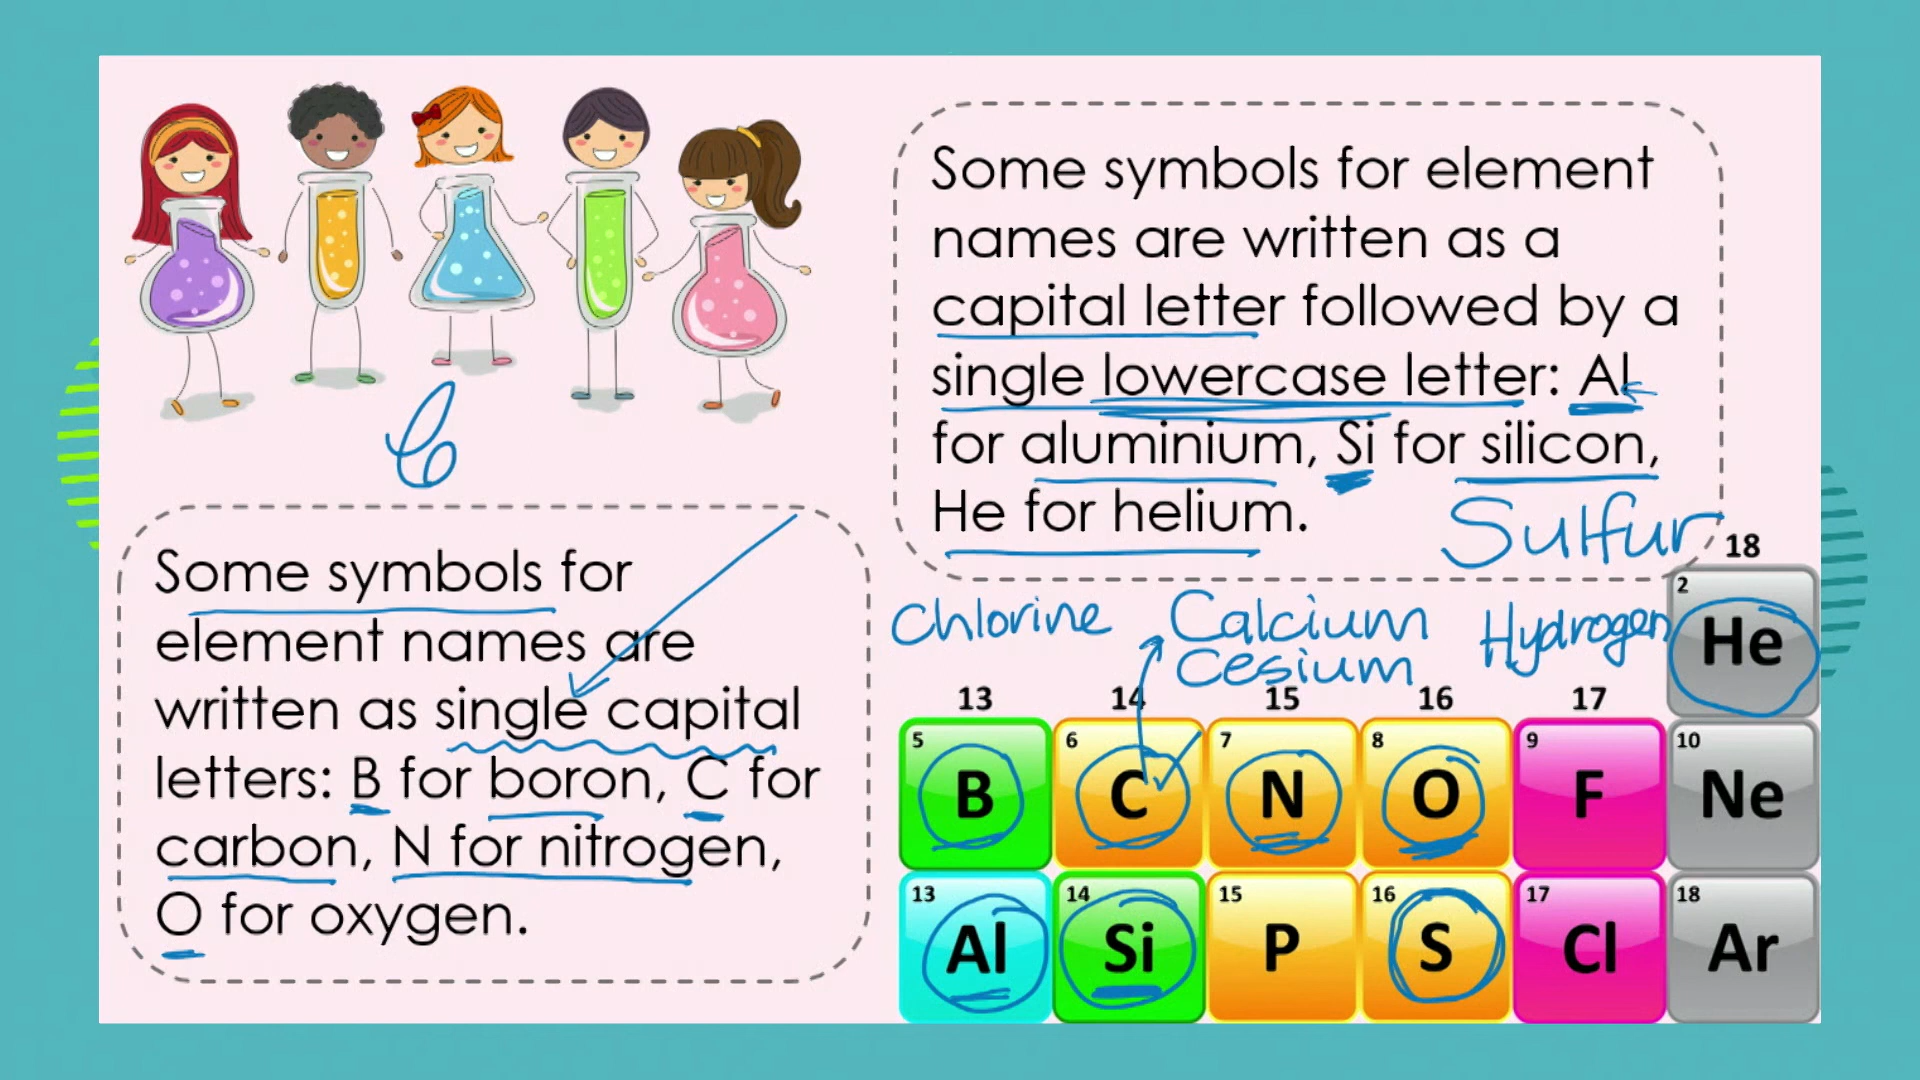 Some symbols for element
names are written as a
capital letter followed by a
single lowercase letter: Al
for aluminium, Si for silicon,
He for helium.
Sulfur
Some symbols for
element names are
written as single capital
letters: B for boron, C for
carbon, N for nitrogen,
O for oxygen.
Chlorine Calcium Hydrogen
Cesium
18
2
He
13 14 15 16 17
5 6 7 8 9 10
B C N O F Ne
13 14 15 16 17 18
Al Si P S Cl Ar